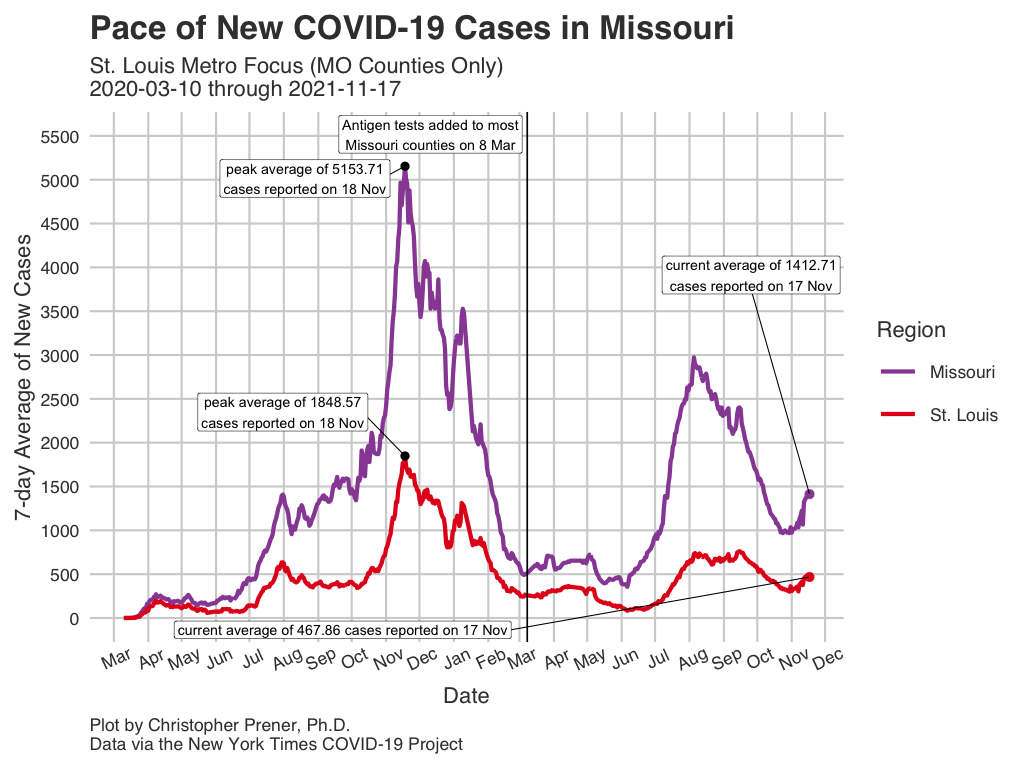 Pace of New COVID-19 Cases in Missouri
St. Louis Metro Focus (MO Counties Only)
2020-03-10 through 2021-11-17
Antigen tests added to most
Missouri counties on 8 Mar
peak average of 5153.71
cases reported on 18 Nov
current average of 1412.71
cases reported on 17 Nov
peak average of 1848.57
cases reported on 18 Nov
current average of 467.86 cases reported on 17 Nov
7-day Average of New Cases
5500
5000
4500
4000
3500
3000
2500
2000
1500
1000
500
0
Mar Apr May Jun Jul Aug Sep Oct Nov Dec Jan Feb Mar Apr May Jun Jul Aug Sep Oct Nov Dec
Date
Region
Missouri
St. Louis
Plot by Christopher Prener, Ph.D.
Data via the New York Times COVID-19 Project